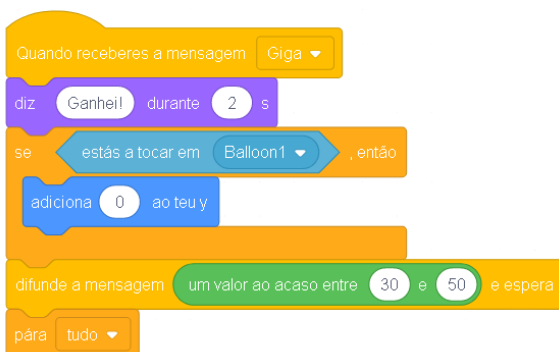 Quando receberes a mensagem Giga
diz Ganhei! durante 2 s
se estás a tocar em Balloon1 , então
adiciona 0 ao teu y
difunde a mensagem um valor ao acaso entre 30 e 50 e espera
pára tudo